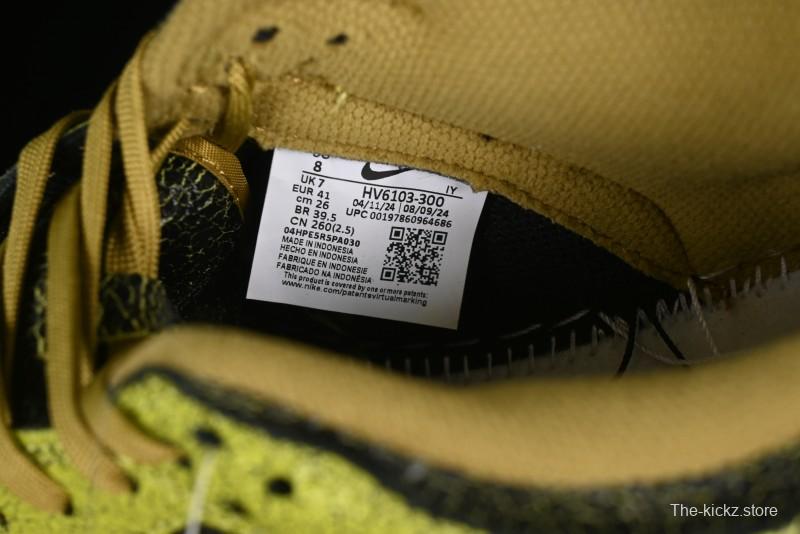 8
UK 7
EUR 41
cm 26
BR 39.5
CN 260(2.5)
04HPE5R5PA030
MADE IN INDONESIA
HECHO EN INDONESIA
FABRIQUE EN INDONESIE
FABRICADO NA INDONÉSIA
This product is covered by one or more patents:
www.nike.com/patentsvirtualmarking
IY
HV6103-300
04/11/24 | 08/09/24
UPC 00197860964686
The-kickz.store